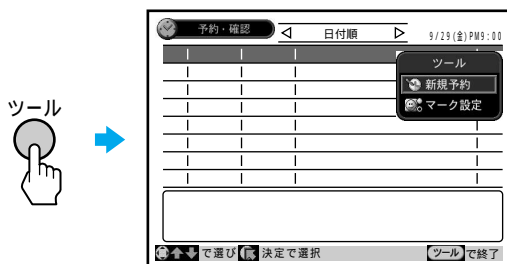 ツール
予約・確認
日付順
9/29(金)PM9:00
ツール
新規予約
マーク設定
で選び 決定で選択
ツールで終了